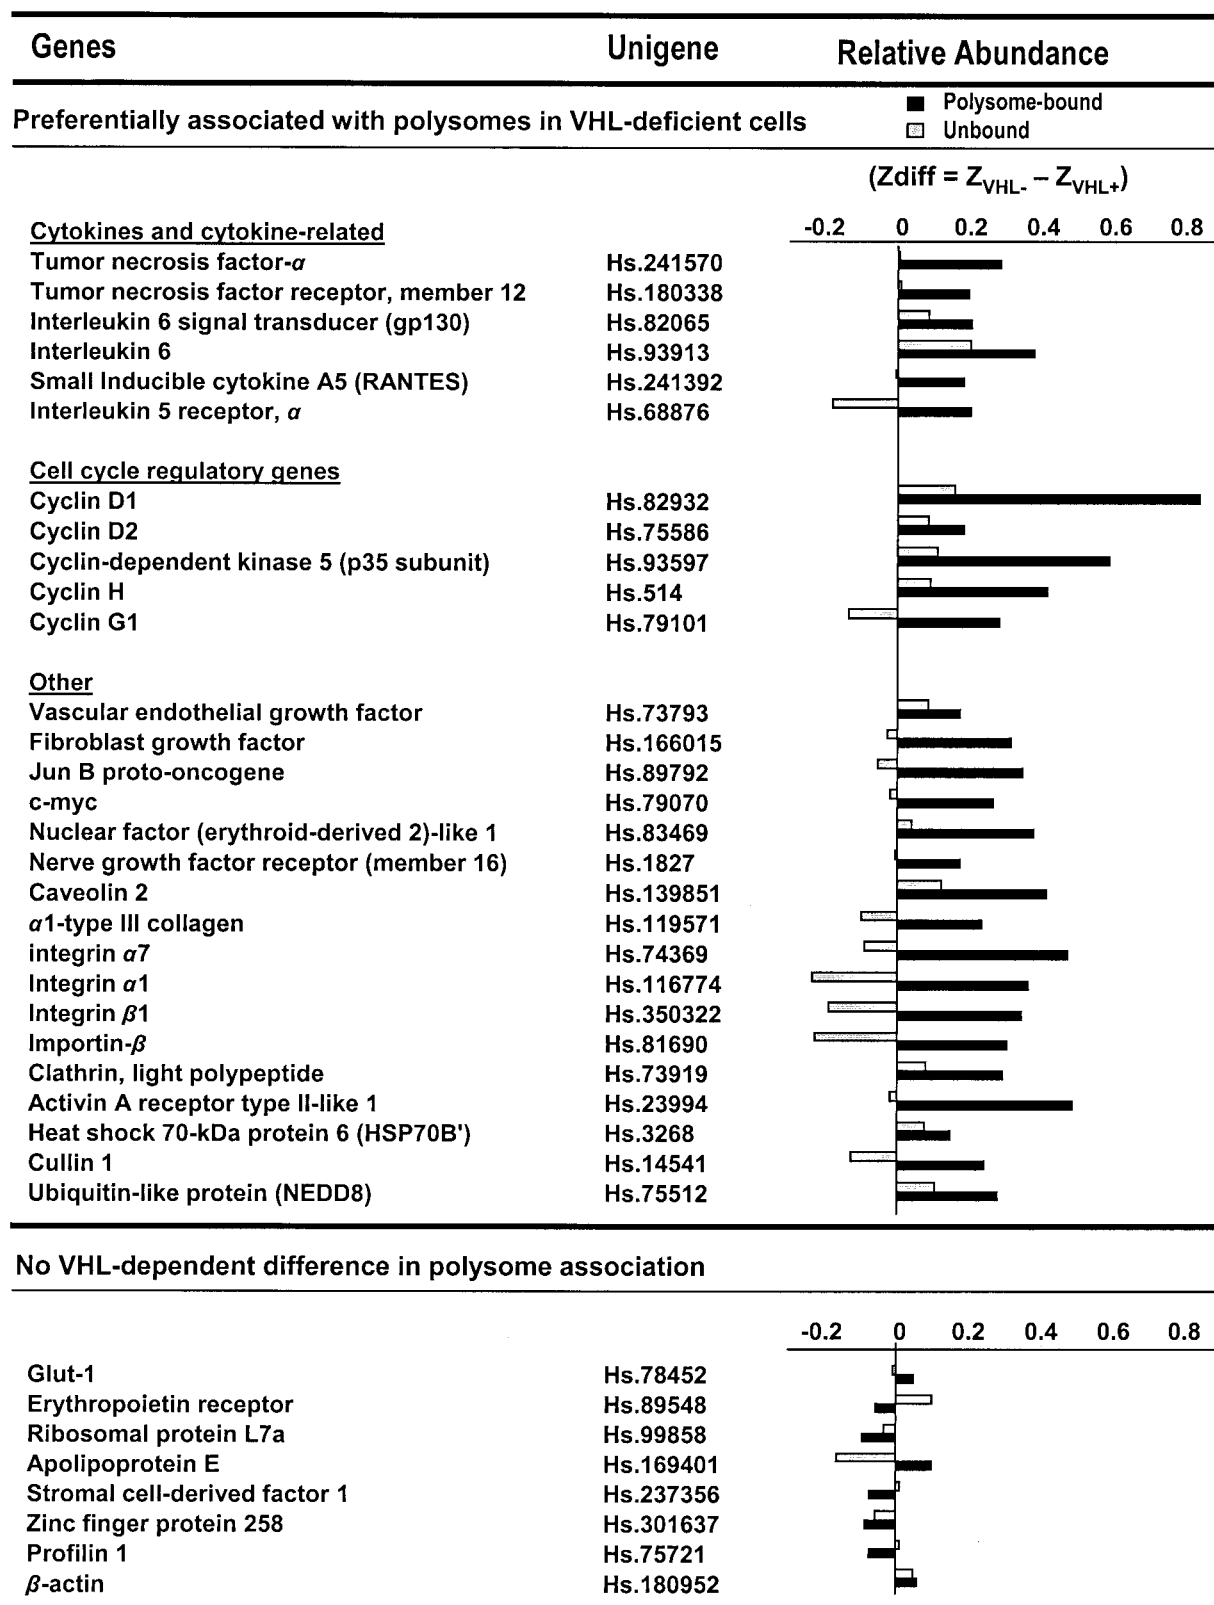 Genes Unigene Relative Abundance
Preferentially associated with polysomes in VHL-deficient cells
Polysome-bound
Unbound
(Zdiff = ZVHL- – ZVHL+)
-0.2 0 0.2 0.4 0.6 0.8
Cytokines and cytokine-related
Tumor necrosis factor-α Hs.241570
Tumor necrosis factor receptor, member 12 Hs.180338
Interleukin 6 signal transducer (gp130) Hs.82065
Interleukin 6 Hs.93913
Small Inducible cytokine A5 (RANTES) Hs.241392
Interleukin 5 receptor, α Hs.68876
Cell cycle regulatory genes
Cyclin D1 Hs.82932
Cyclin D2 Hs.75586
Cyclin-dependent kinase 5 (p35 subunit) Hs.93597
Cyclin H Hs.514
Cyclin G1 Hs.79101
Other
Vascular endothelial growth factor Hs.73793
Fibroblast growth factor Hs.166015
Jun B proto-oncogene Hs.89792
c-myc Hs.79070
Nuclear factor (erythroid-derived 2)-like 1 Hs.83469
Nerve growth factor receptor (member 16) Hs.1827
Caveolin 2 Hs.139851
α1-type III collagen Hs.119571
integrin α7 Hs.74369
Integrin α1 Hs.116774
Integrin β1 Hs.350322
Importin-β Hs.81690
Clathrin, light polypeptide Hs.73919
Activin A receptor type II-like 1 Hs.23994
Heat shock 70-kDa protein 6 (HSP70B') Hs.3268
Cullin 1 Hs.14541
Ubiquitin-like protein (NEDD8) Hs.75512
No VHL-dependent difference in polysome association
-0.2 0 0.2 0.4 0.6 0.8
Glut-1 Hs.78452
Erythropoietin receptor Hs.89548
Ribosomal protein L7a Hs.99858
Apolipoprotein E Hs.169401
Stromal cell-derived factor 1 Hs.237356
Zinc finger protein 258 Hs.301637
Profilin 1 Hs.75721
β-actin Hs.180952